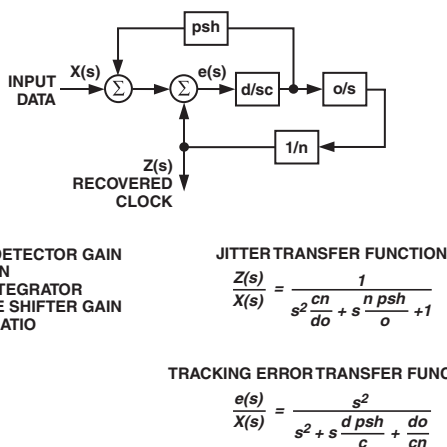 psh
X(s)
INPUT
DATA
Σ
Σ
e(s)
d/sc
o/s
1/n
Z(s)
RECOVERED
CLOCK
DETECTOR GAIN
N
TEGRATOR
E SHIFTER GAIN
ATIO
JITTER TRANSFER FUNCTION
Z(s)/X(s) = 1/(s² cn/do + s n psh/o + 1)
TRACKING ERROR TRANSFER FUNC
e(s)/X(s) = s²/(s² + s d psh/c + do/cn)